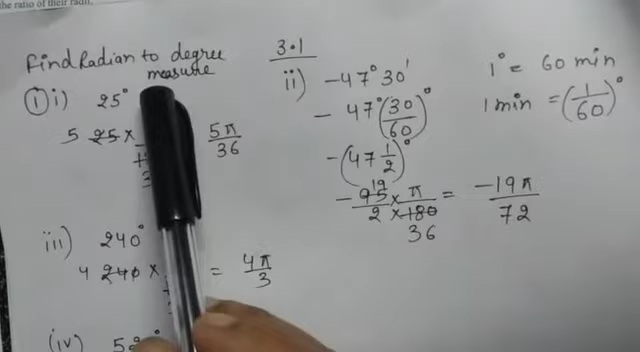 the ratio of their radii.
Find Radian to degree
measure
3.1
① i) 25°
5 25 ×
5π
36
ii) -47° 30'
- 47° (30/60)°
- (47 1/2)°
19
- 95/2 × π/180 = -19π/72
36
1° = 60 min
1 min = (1/60)°
iii) 240°
4 240 × = 4π/3
(iv)